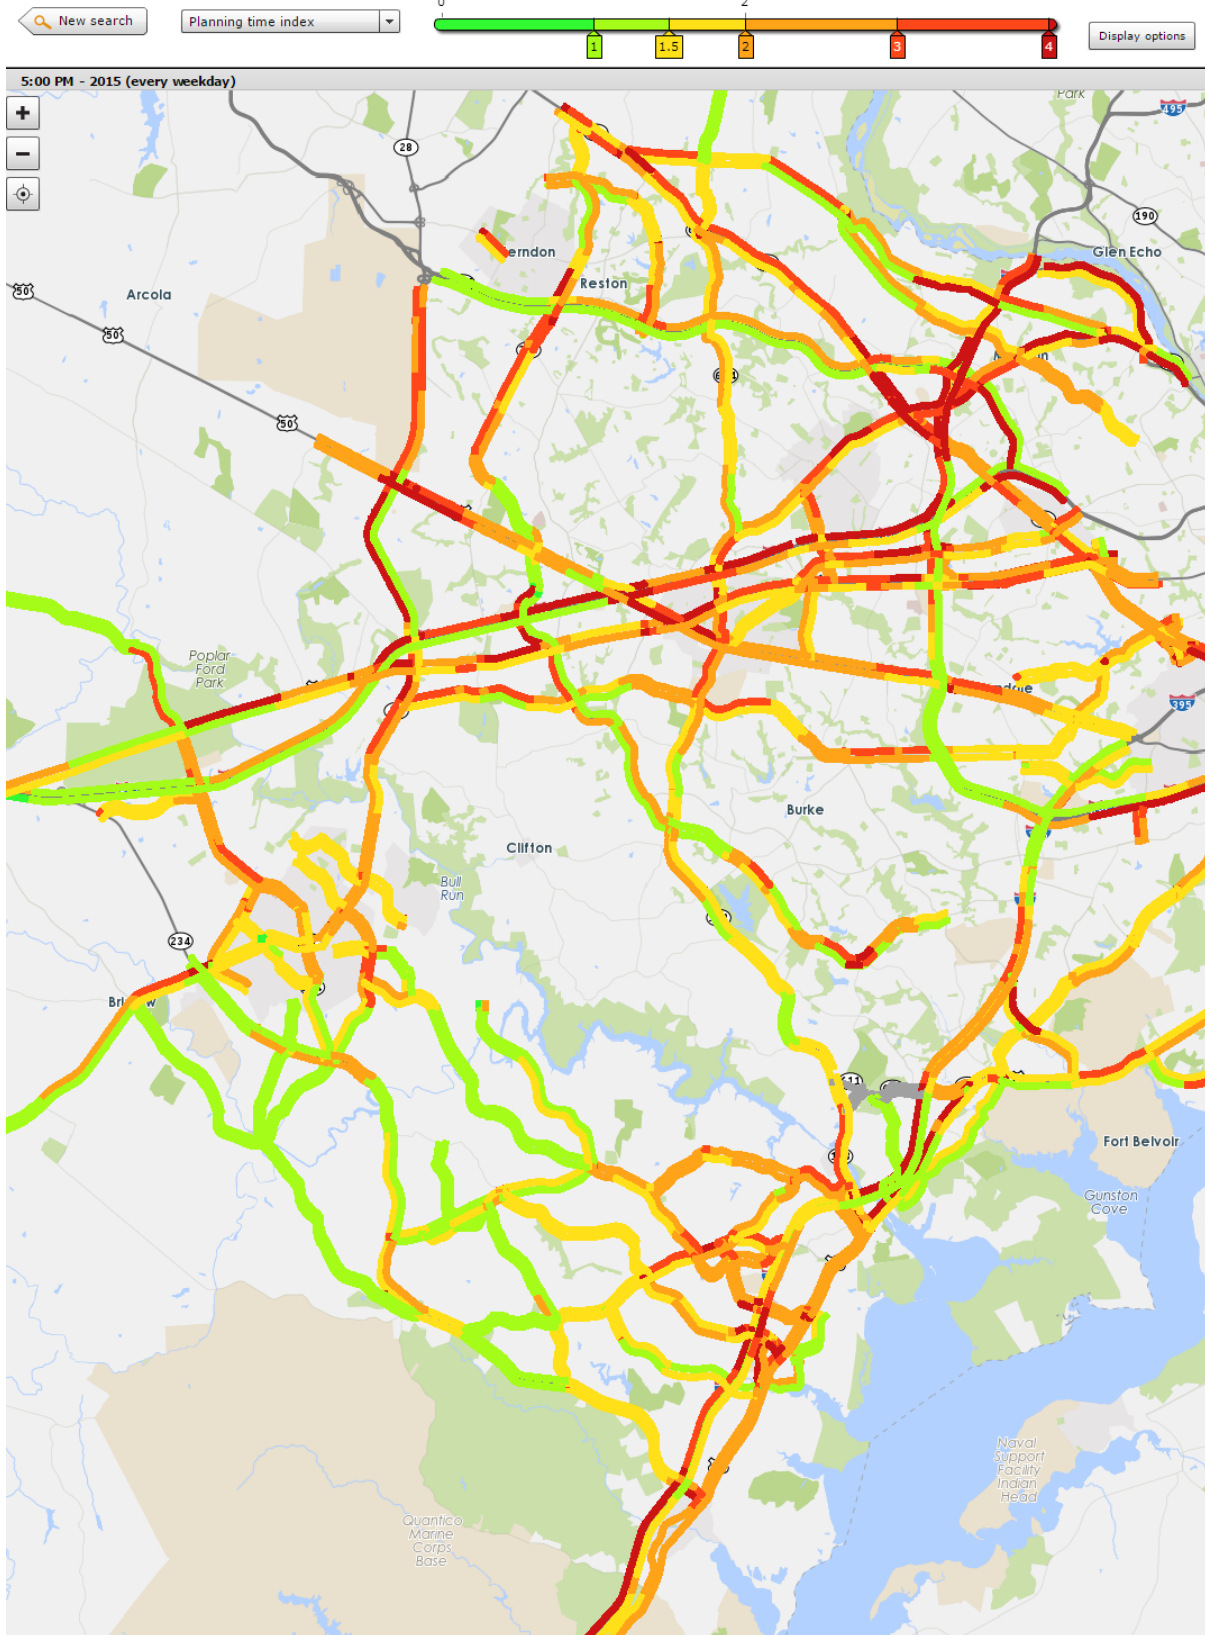 0
2
New search
Planning time index
1
1.5
2
3
4
Display options
5:00 PM - 2015 (every weekday)
+
−
Park
495
28
190
Glen Echo
erndon
50
Arcola
Reston
50
50
Poplar
Ford
Park
395
Burke
Clifton
Bull
Run
234
Fort Belvoir
Gunston
Cove
Naval
Support
Facility
Indian
Head
Quantico
Marine
Corps
Base